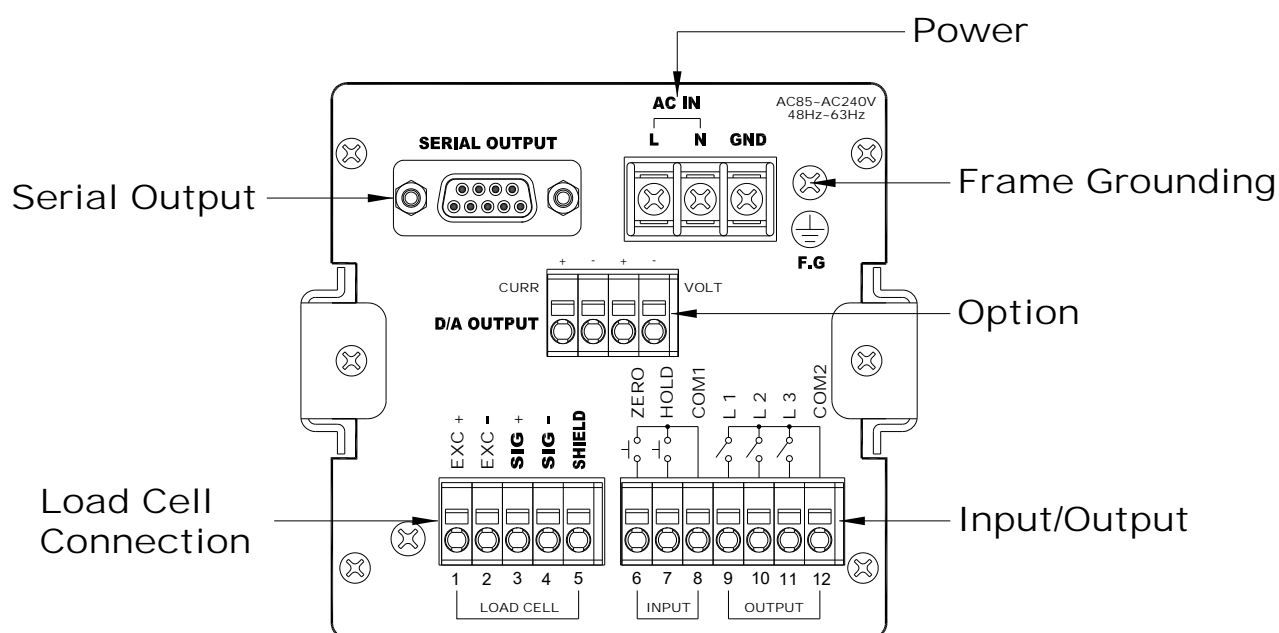 Power
AC IN
AC85~AC240V
48Hz~63Hz
L N GND
SERIAL OUTPUT
Serial Output
Frame Grounding
F.G
+ - + -
CURR
VOLT
D/A OUTPUT
Option
EXC +
EXC -
SIG +
SIG -
SHIELD
ZERO
HOLD
COM1
L 1
L 2
L 3
COM2
Load Cell
Connection
Input/Output
1 2 3 4 5
6 7 8 9 10 11 12
LOAD CELL
INPUT
OUTPUT